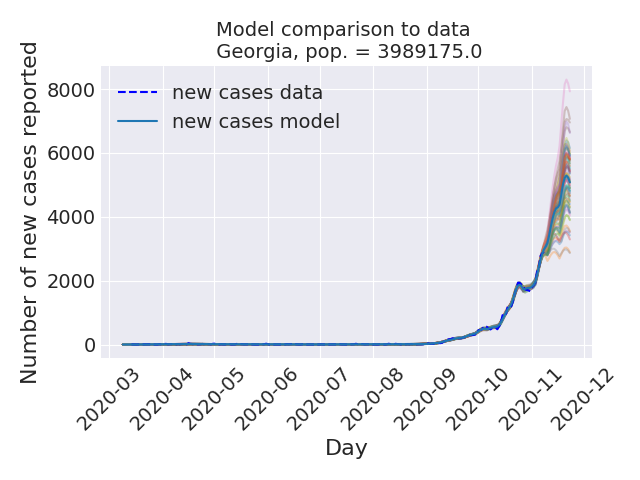 Model comparison to data
Georgia, pop. = 3989175.0
Number of new cases reported
8000
6000
4000
2000
0
new cases data
new cases model
2020-03
2020-04
2020-05
2020-06
2020-07
2020-08
2020-09
2020-10
2020-11
2020-12
Day